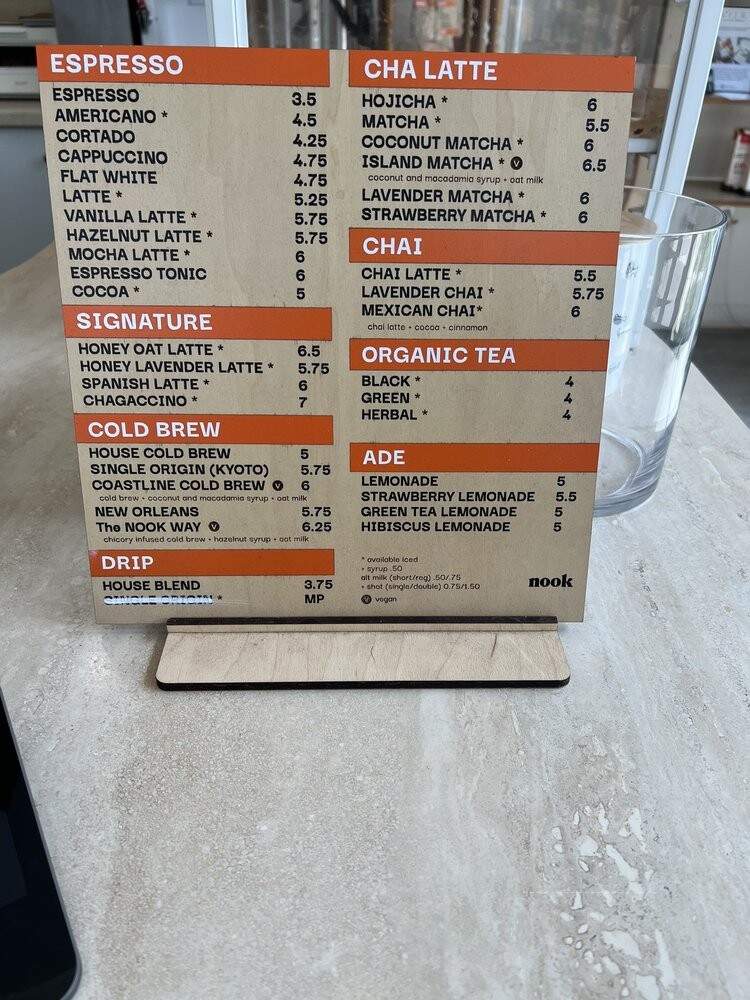 ESPRESSO
ESPRESSO 3.5
AMERICANO * 4.5
CORTADO 4.25
CAPPUCCINO 4.75
FLAT WHITE 4.75
LATTE * 5.25
VANILLA LATTE * 5.75
HAZELNUT LATTE * 5.75
MOCHA LATTE * 6
ESPRESSO TONIC 6
COCOA * 5
SIGNATURE
HONEY OAT LATTE * 6.5
HONEY LAVENDER LATTE * 5.75
SPANISH LATTE * 6
CHAGACCINO * 7
COLD BREW
HOUSE COLD BREW 5
SINGLE ORIGIN (KYOTO) 5.75
COASTLINE COLD BREW V 6
cold brew + coconut and macadamia syrup + oat milk
NEW ORLEANS 5.75
The NOOK WAY V 6.25
chicory infused cold brew + hazelnut syrup + oat milk
DRIP
HOUSE BLEND 3.75
SINGLE ORIGIN * MP
CHA LATTE
HOJICHA * 6
MATCHA * 5.5
COCONUT MATCHA * 6
ISLAND MATCHA * V 6.5
coconut and macadamia syrup + oat milk
LAVENDER MATCHA * 6
STRAWBERRY MATCHA * 6
CHAI
CHAI LATTE * 5.5
LAVENDER CHAI * 5.75
MEXICAN CHAI* 6
chai latte + cocoa + cinnamon
ORGANIC TEA
BLACK * 4
GREEN * 4
HERBAL * 4
ADE
LEMONADE 5
STRAWBERRY LEMONADE 5.5
GREEN TEA LEMONADE 5
HIBISCUS LEMONADE 5
* available iced
+ syrup .50
alt milk (short/reg) .50/.75
+ shot (single/double) 0.75/1.50
V vegan
nook